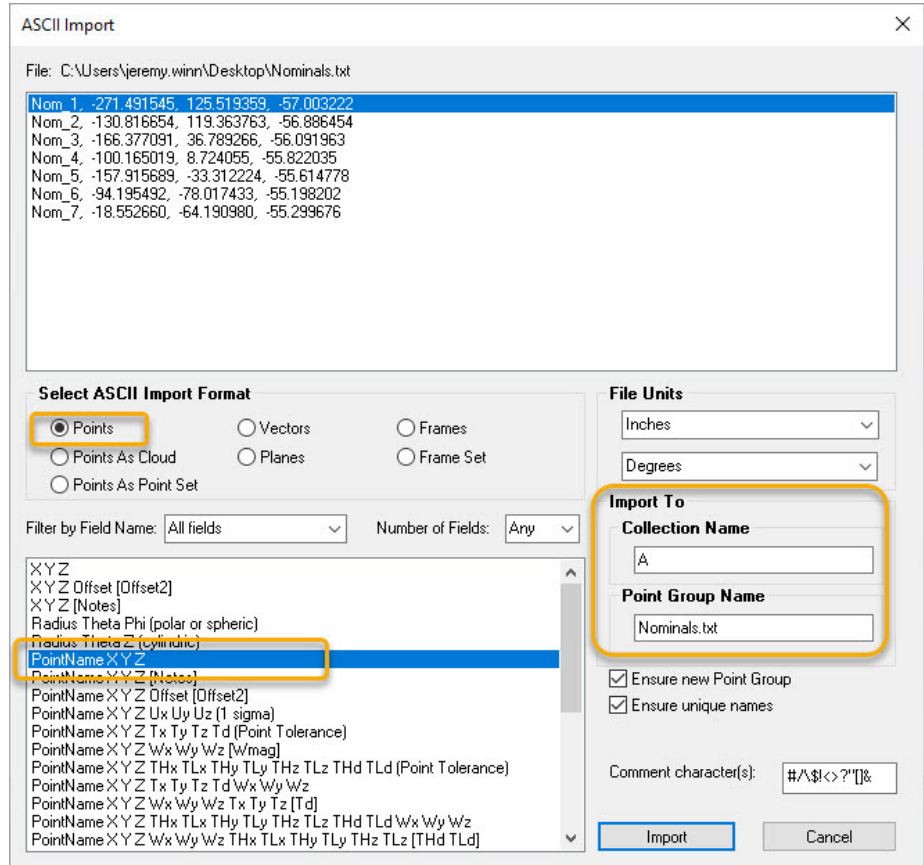 ASCII Import
File: C:\Users\jeremy.winn\Desktop\Nominals.txt
Nom_1, -271.491545, 125.519359, -57.003222
Nom_2, -130.816654, 119.363763, -56.886454
Nom_3, -166.377091, 36.789266, -56.091963
Nom_4, -100.165019, 8.724055, -55.822035
Nom_5, -157.915689, -33.312224, -55.614778
Nom_6, -94.195492, -78.017433, -55.198202
Nom_7, -18.552660, -64.190980, -55.299676
Select ASCII Import Format
Points
Vectors
Frames
Points As Cloud
Planes
Frame Set
Points As Point Set
File Units
Inches
Degrees
Import To
Collection Name
A
Point Group Name
Nominals.txt
Filter by Field Name: All fields
Number of Fields: Any
X Y Z
X Y Z Offset [Offset2]
X Y Z [Notes]
Radius Theta Phi (polar or spheric)
Radius Theta Z (cylindric)
PointName X Y Z
PointName X Y Z [Notes]
PointName X Y Z Offset [Offset2]
PointName X Y Z Ux Uy Uz (1 sigma)
PointName X Y Z Tx Ty Tz Td (Point Tolerance)
PointName X Y Z Wx Wy Wz [Wmag]
PointName X Y Z THx TLx THy TLy THz TLz THd TLd (Point Tolerance)
PointName X Y Z Tx Ty Tz Td Wx Wy Wz
PointName X Y Z Wx Wy Wz Tx Ty Tz [Td]
PointName X Y Z THx TLx THy TLy THz TLz THd TLd Wx Wy Wz
PointName X Y Z Wx Wy Wz THx TLx THy TLy THz TLz [THd TLd]
Ensure new Point Group
Ensure unique names
Comment character(s): #/\$!<>?"[]&
Import
Cancel